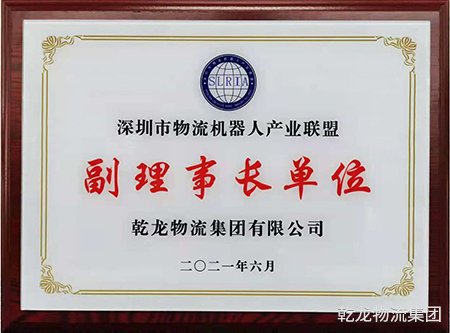 SLRIA
深圳市物流机器人产业联盟
副理事长单位
乾龙物流集团有限公司
二〇二一年六月
乾龙物流集团